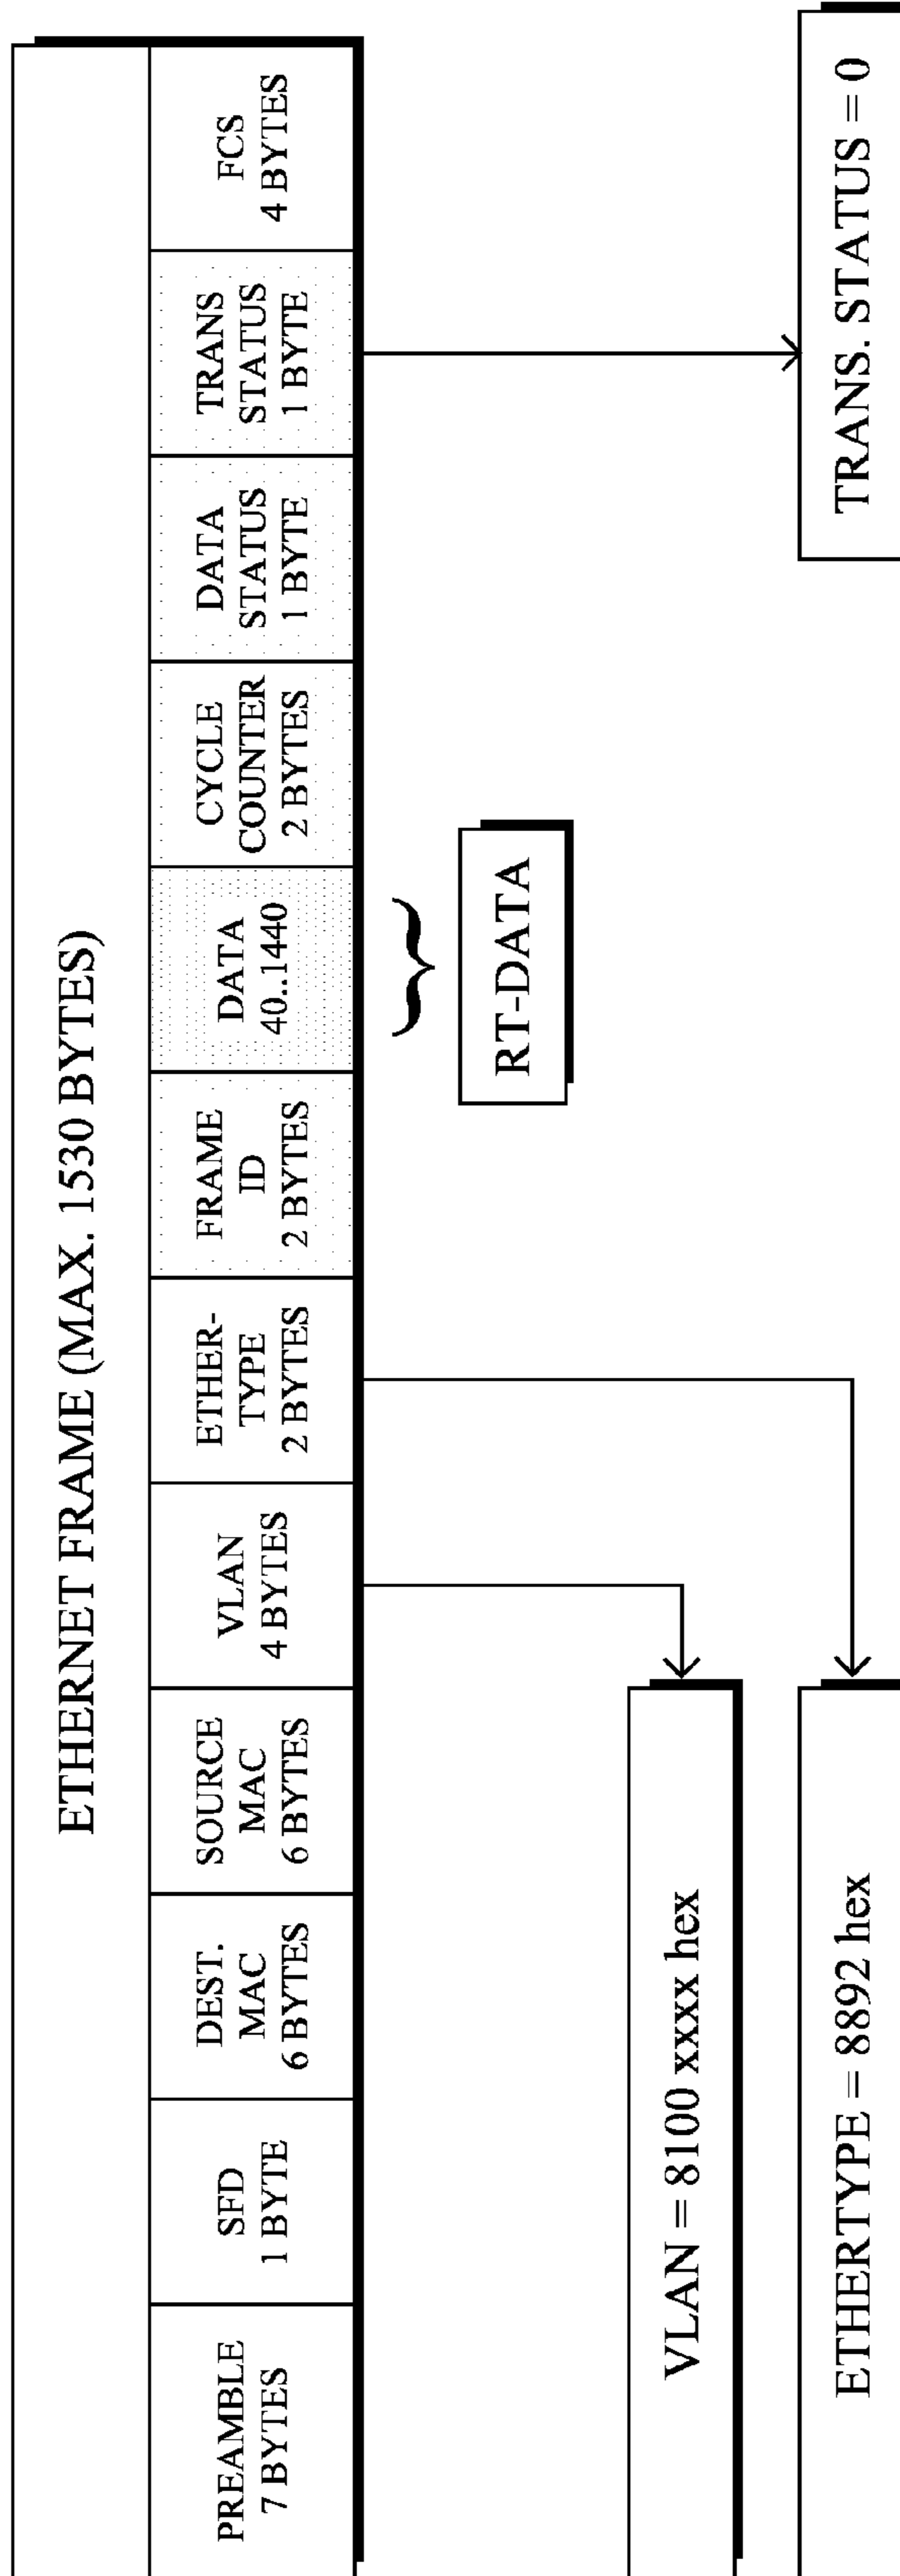 ETHERNET FRAME (MAX. 1530 BYTES)
PREAMBLE
7 BYTES
SFD
1 BYTE
DEST.
MAC
6 BYTES
SOURCE
MAC
6 BYTES
VLAN
4 BYTES
ETHER-
TYPE
2 BYTES
FRAME
ID
2 BYTES
DATA
40..1440
CYCLE
COUNTER
2 BYTES
DATA
STATUS
1 BYTE
TRANS
STATUS
1 BYTE
FCS
4 BYTES
RT-DATA
VLAN = 8100 xxxx hex
ETHERTYPE = 8892 hex
TRANS. STATUS = 0